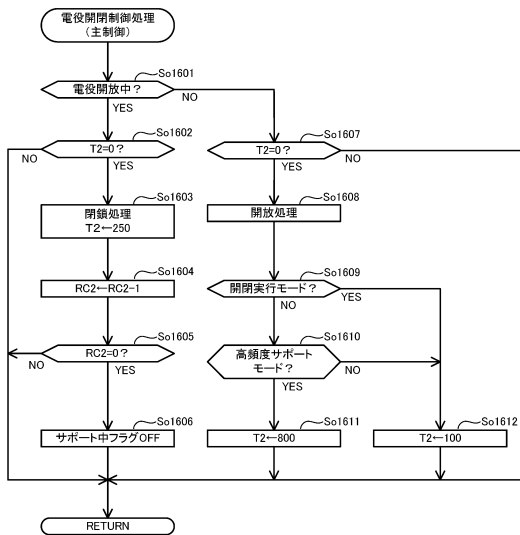 電役開閉制御処理
(主制御)
So1601
電役開放中?
NO
YES
So1602
T2=0?
NO
YES
So1607
T2=0?
NO
YES
So1603
閉鎖処理
T2←250
So1608
開放処理
So1604
RC2←RC2-1
So1609
開閉実行モード?
YES
NO
So1605
RC2=0?
NO
YES
So1610
高頻度サポート
モード?
NO
YES
So1606
サポート中フラグOFF
So1611
T2←800
So1612
T2←100
RETURN